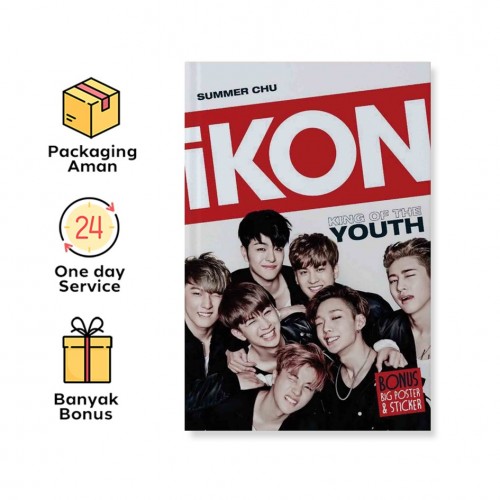 Packaging
Aman
24
One day
Service
Banyak
Bonus
SUMMER CHU
iKON
KING OF THE
YOUTH
BONUS
BIG POSTER
& STICKER